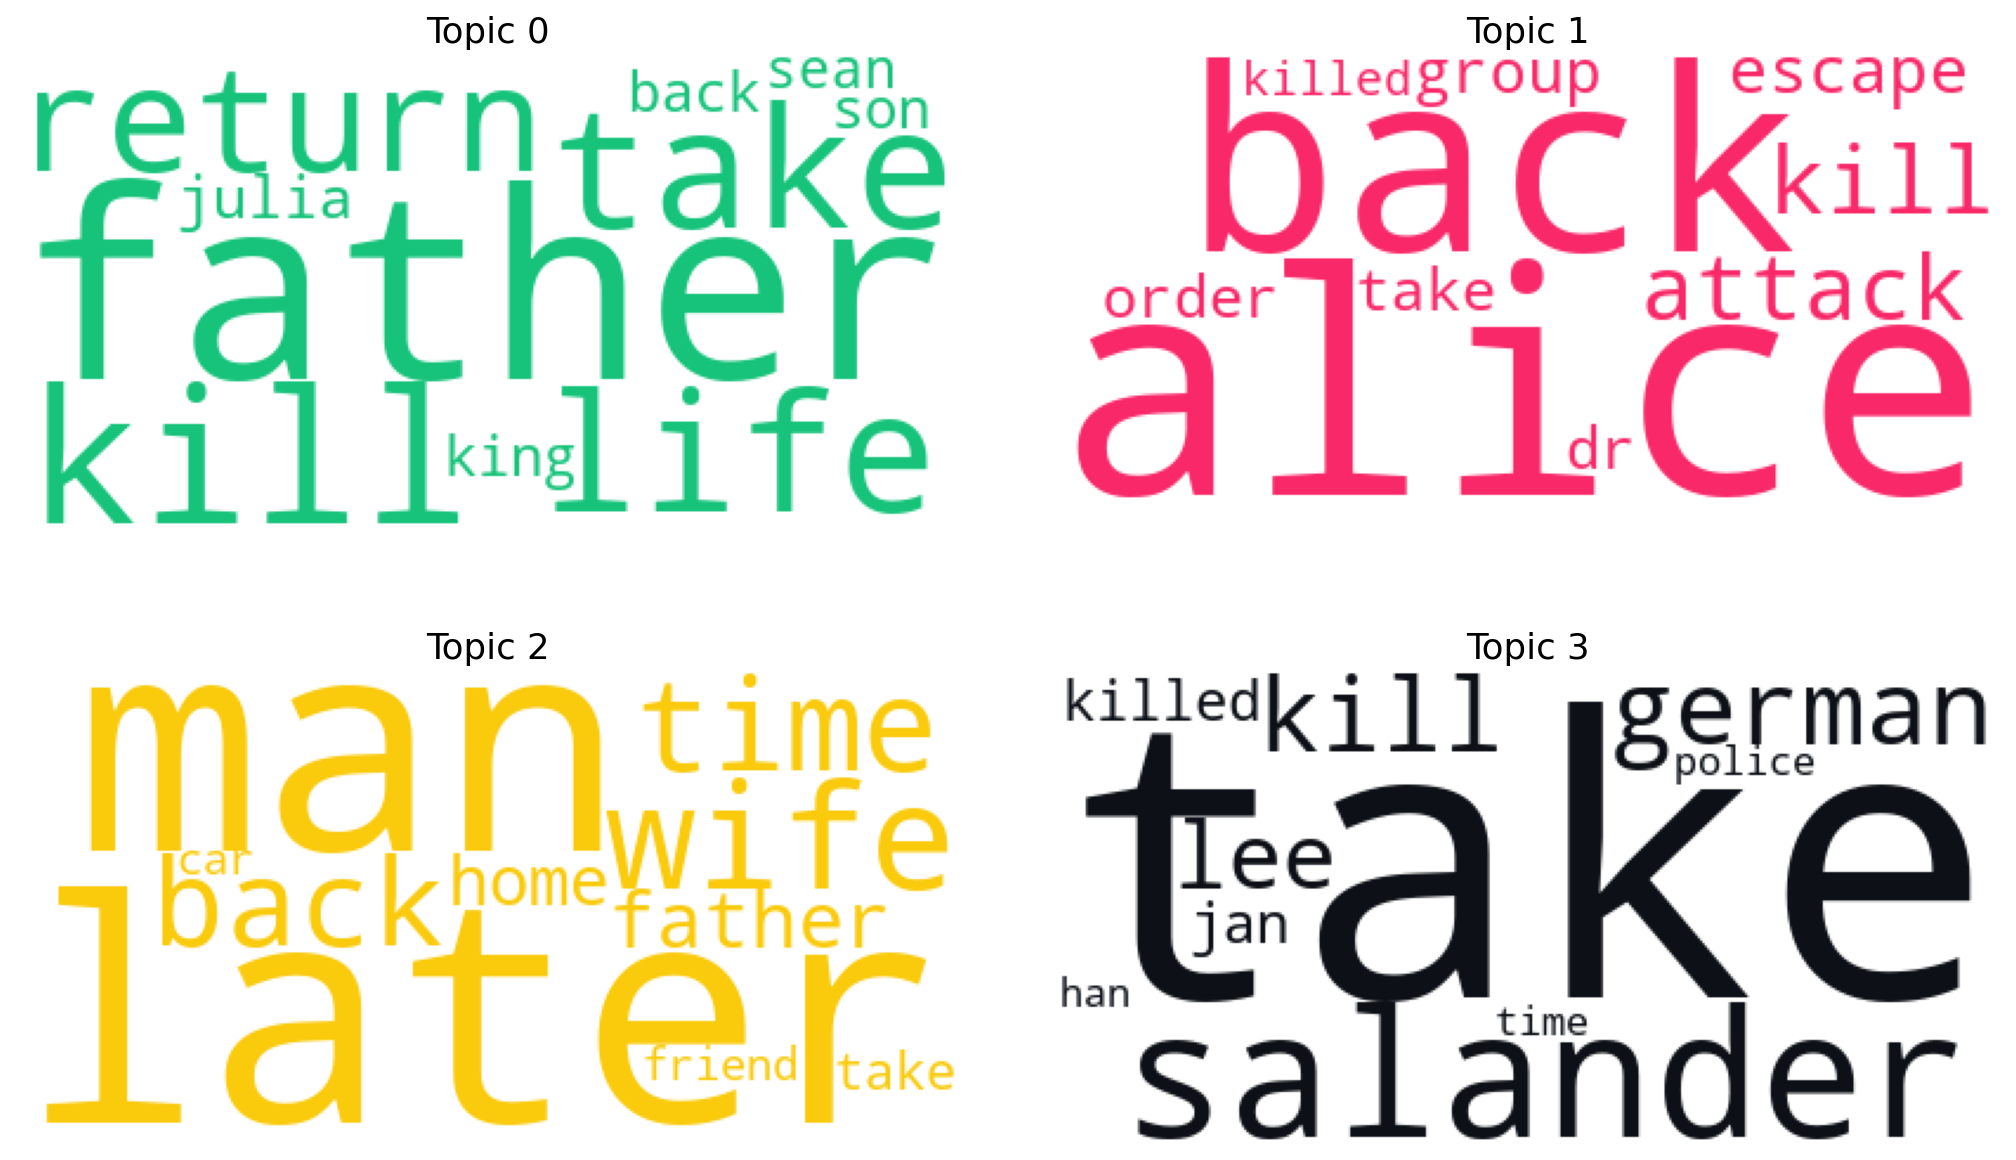 Topic 0
return
back
sean
son
take
julia
father
kill
king
life
Topic 1
killed
group
escape
back
kill
order
take
attack
alice
dr
Topic 2
man
time
wife
car
back
home
father
later
friend
take
Topic 3
killed
kill
german
police
take
lee
jan
han
time
salander